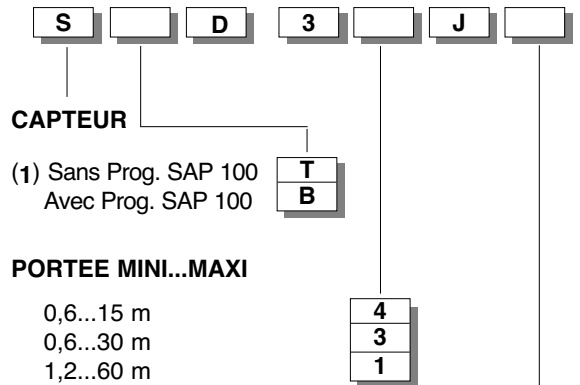 S D 3 J
CAPTEUR
(1) Sans Prog. SAP 100 T
Avec Prog. SAP 100 B
PORTEE MINI...MAXI
0,6...15 m 4
0,6...30 m 3
1,2...60 m 1